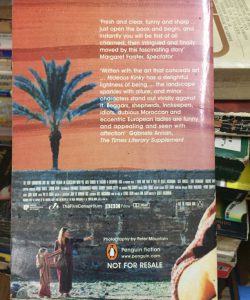 'Fresh and clear, funny and sharp
just open the book and begin, and
instantly you will be first of all
charmed, then intrigued and finally
moved by this fascinating story'
Margaret Forster, Spectator
'Written with the art that conceals art
... Hideous Kinky has a delightful
lightness of being ... the landscape
sparkles with allure, and minor
characters stand out vividly against
it. Beggars, shepherds, innkeepers,
idiots, dubious Moroccan and
eccentric European ladies are funny,
and appealing and seen with
affection' Gabriele Annan,
The Times Literary Supplement
TheFilmConsortium
BBC
Films
Photography by Peter Mountain
Penguin fiction
www.penguin.com
NOT FOR RESALE